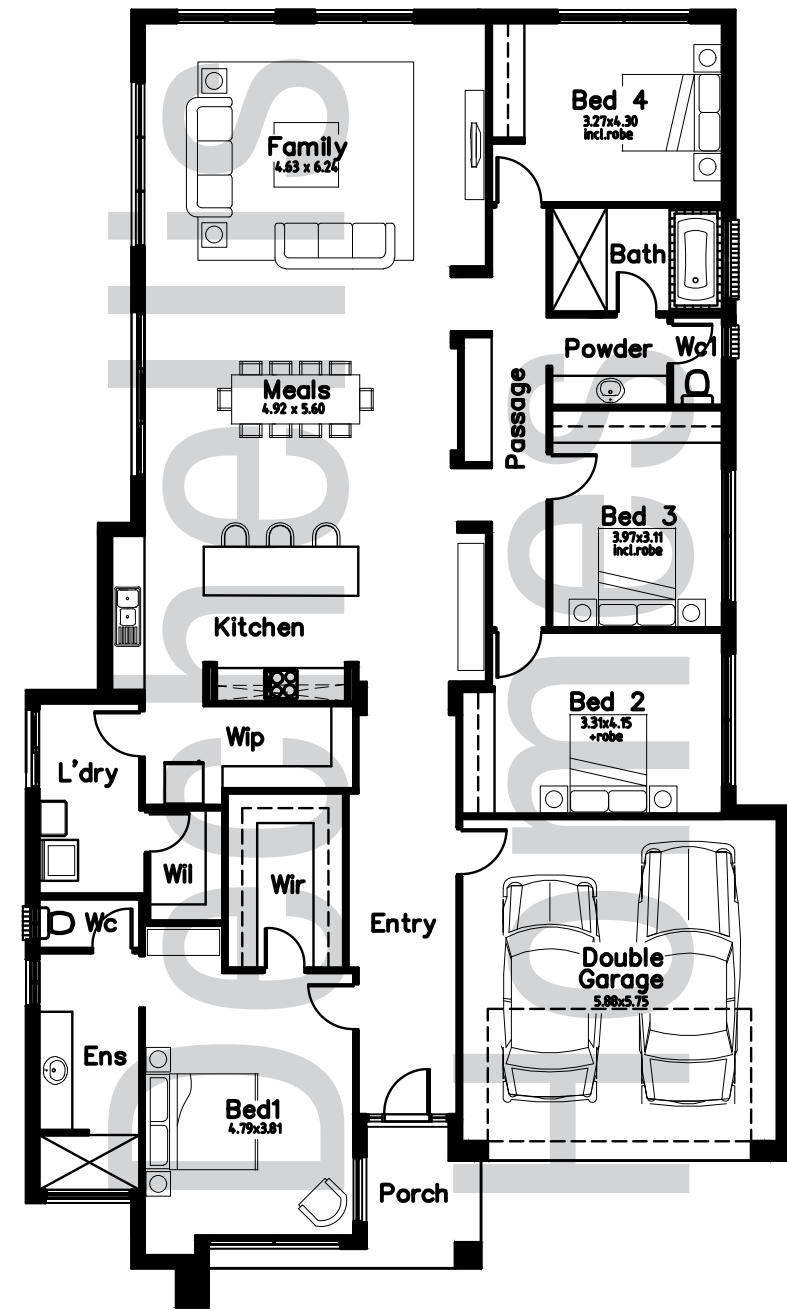 Bed 4
3.27x4.30
incl.robe
Family
4.63 x 6.24
Bath
Powder
Wc1
Meals
4.92 x 5.60
Passage
Bed 3
3.97x3.11
incl.robe
Kitchen
Bed 2
3.31x4.15
+robe
Wip
L'dry
Wil
Wir
Wc
Entry
Double
Garage
5.88x5.75
Ens
Bed1
4.79x3.81
Porch